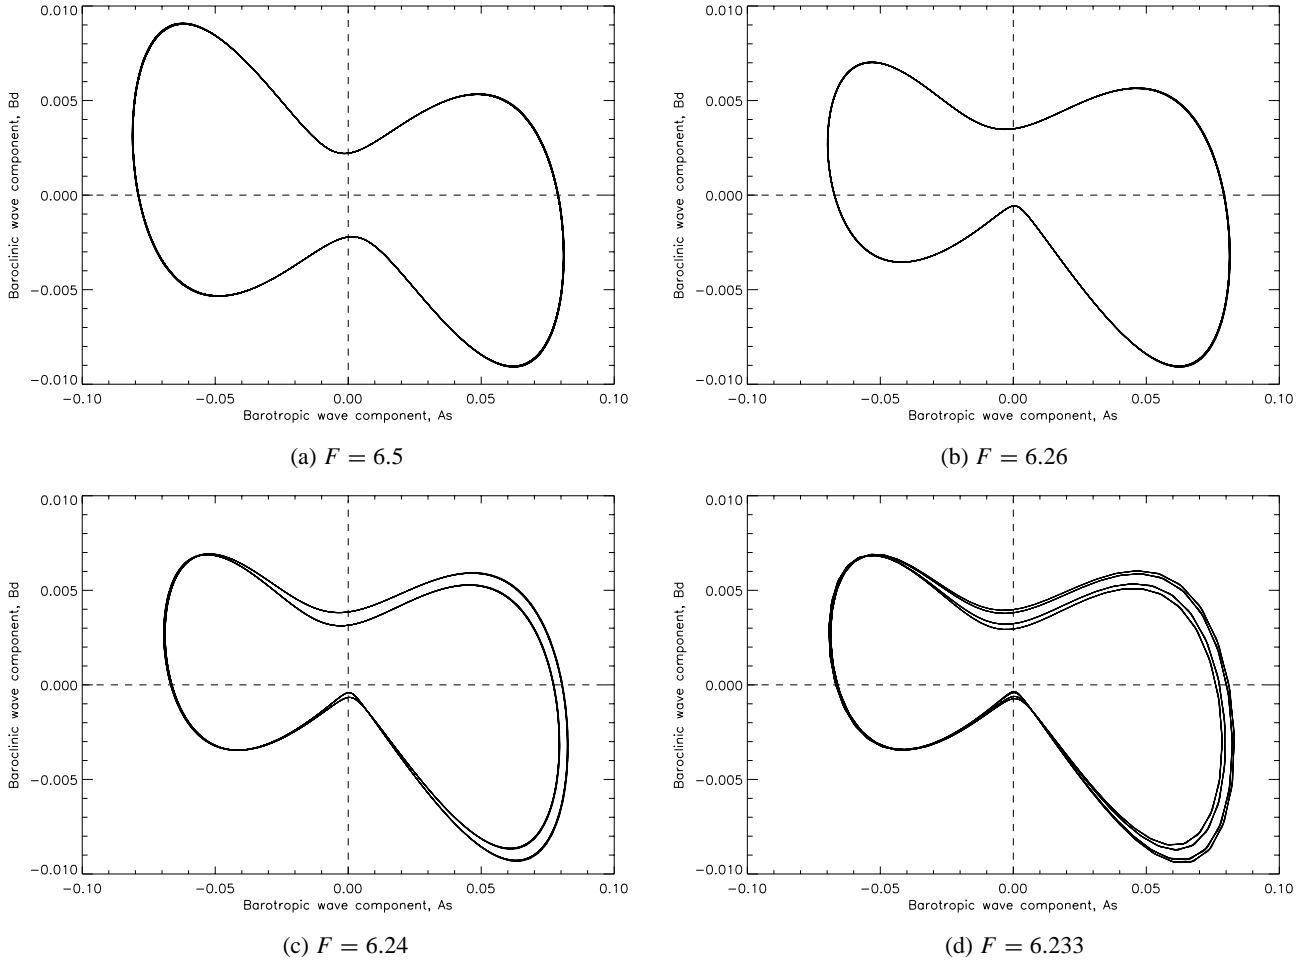 0.010
0.005
0.000
−0.005
−0.010
Baroclinic wave component, Bd
−0.10 −0.05 0.00 0.05 0.10
Barotropic wave component, As
(a) F = 6.5
0.010
0.005
0.000
−0.005
−0.010
Baroclinic wave component, Bd
−0.10 −0.05 0.00 0.05 0.10
Barotropic wave component, As
(b) F = 6.26
0.010
0.005
0.000
−0.005
−0.010
Baroclinic wave component, Bd
−0.10 −0.05 0.00 0.05 0.10
Barotropic wave component, As
(c) F = 6.24
0.010
0.005
0.000
−0.005
−0.010
Baroclinic wave component, Bd
−0.10 −0.05 0.00 0.05 0.10
Barotropic wave component, As
(d) F = 6.233